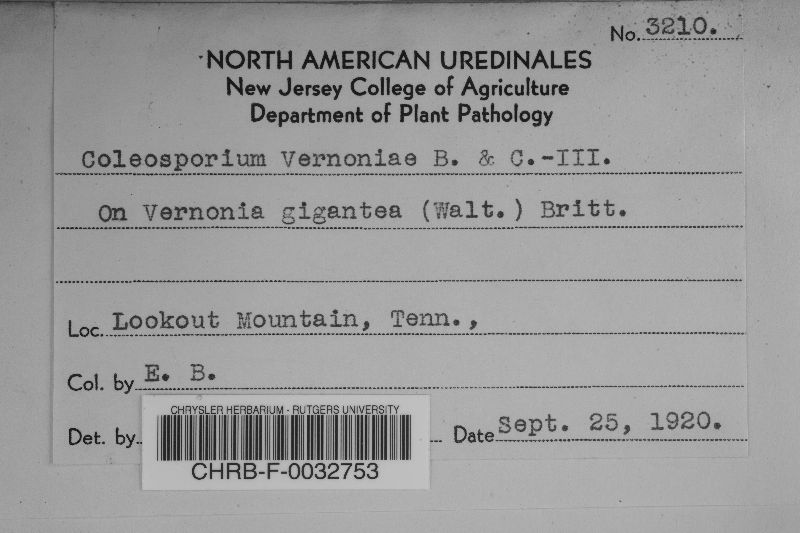 No. 3210.
NORTH AMERICAN UREDINALES
New Jersey College of Agriculture
Department of Plant Pathology
Coleosporium Vernoniae B. & C.-III.
On Vernonia gigantea (Walt.) Britt.
Loc. Lookout Mountain, Tenn.,
Col. by E. B.
Det. by
Date Sept. 25, 1920.
CHRYSLER HERBARIUM - RUTGERS UNIVERSITY
CHRB-F-0032753